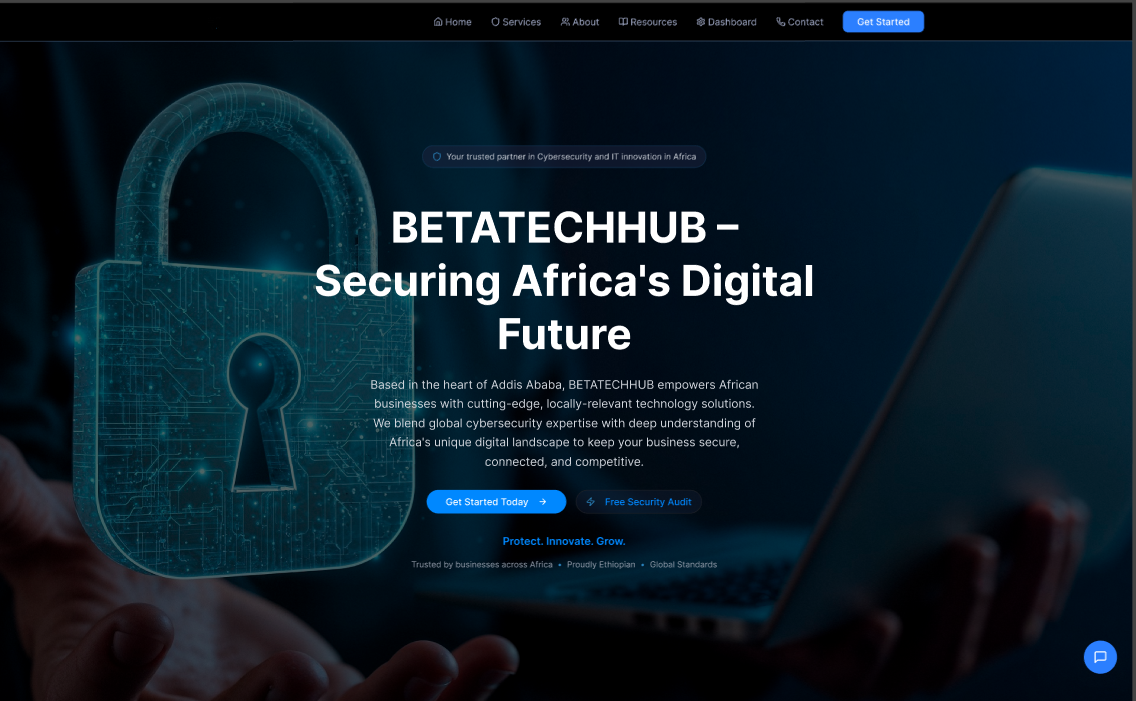 Home Services About Resources Dashboard Contact Get Started
Your trusted partner in Cybersecurity and IT innovation in Africa
BETATECHHUB –
Securing Africa's Digital
Future
Based in the heart of Addis Ababa, BETATECHHUB empowers African
businesses with cutting-edge, locally-relevant technology solutions.
We blend global cybersecurity expertise with deep understanding of
Africa's unique digital landscape to keep your business secure,
connected, and competitive.
Get Started Today → Free Security Audit
Protect. Innovate. Grow.
Trusted by businesses across Africa • Proudly Ethiopian • Global Standards